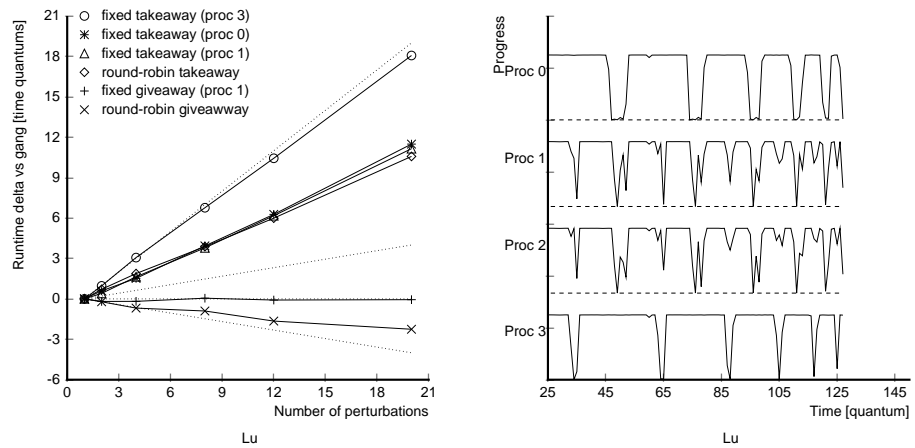 Runtime delta vs gang [time quantums]
21
18
15
12
9
6
3
0
-3
-6
fixed takeaway (proc 3)
fixed takeaway (proc 0)
fixed takeaway (proc 1)
round-robin takeaway
fixed giveaway (proc 1)
round-robin giveawway
0 3 6 9 12 15 18 21
Number of perturbations
Lu
Progress
Proc 0
Proc 1
Proc 2
Proc 3
25 45 65 85 105 125 145
Time [quantum]
Lu